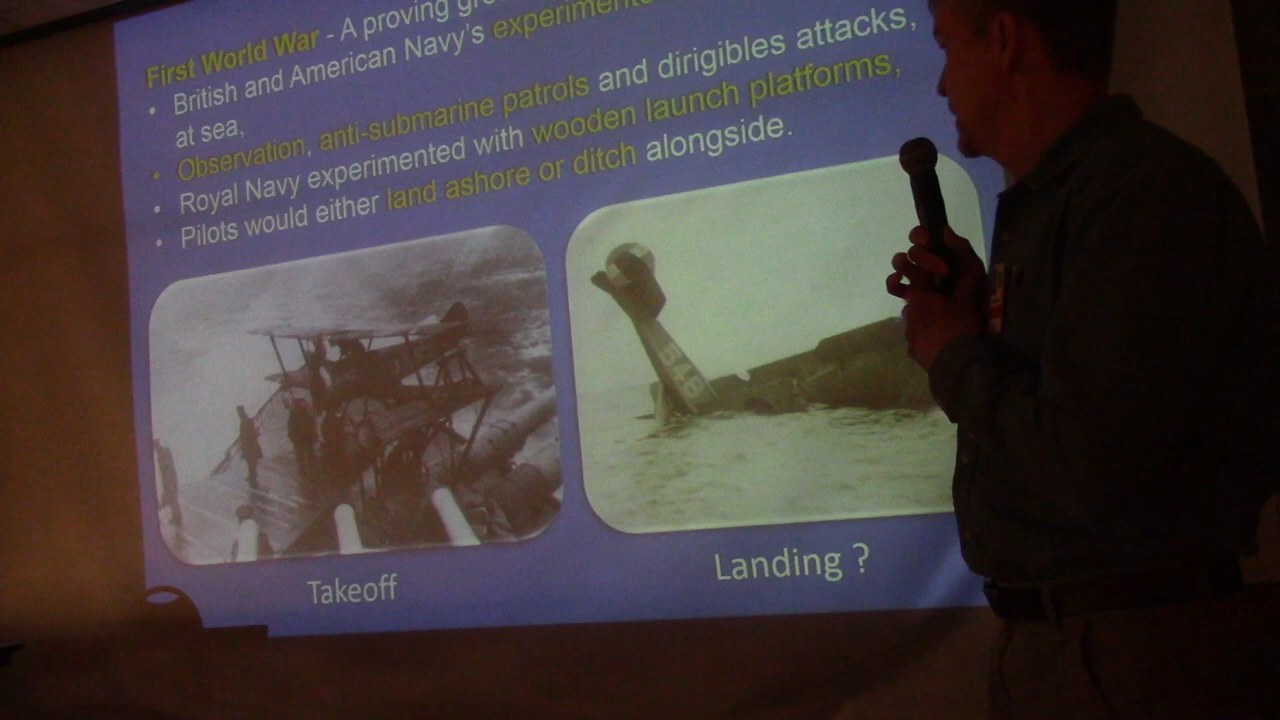 First World War - A proving
• British and American Navy's experiments
at sea,
• Observation, anti-submarine patrols and dirigibles attacks,
• Royal Navy experimented with wooden launch platforms,
• Pilots would either land ashore or ditch alongside.
Takeoff
Landing ?